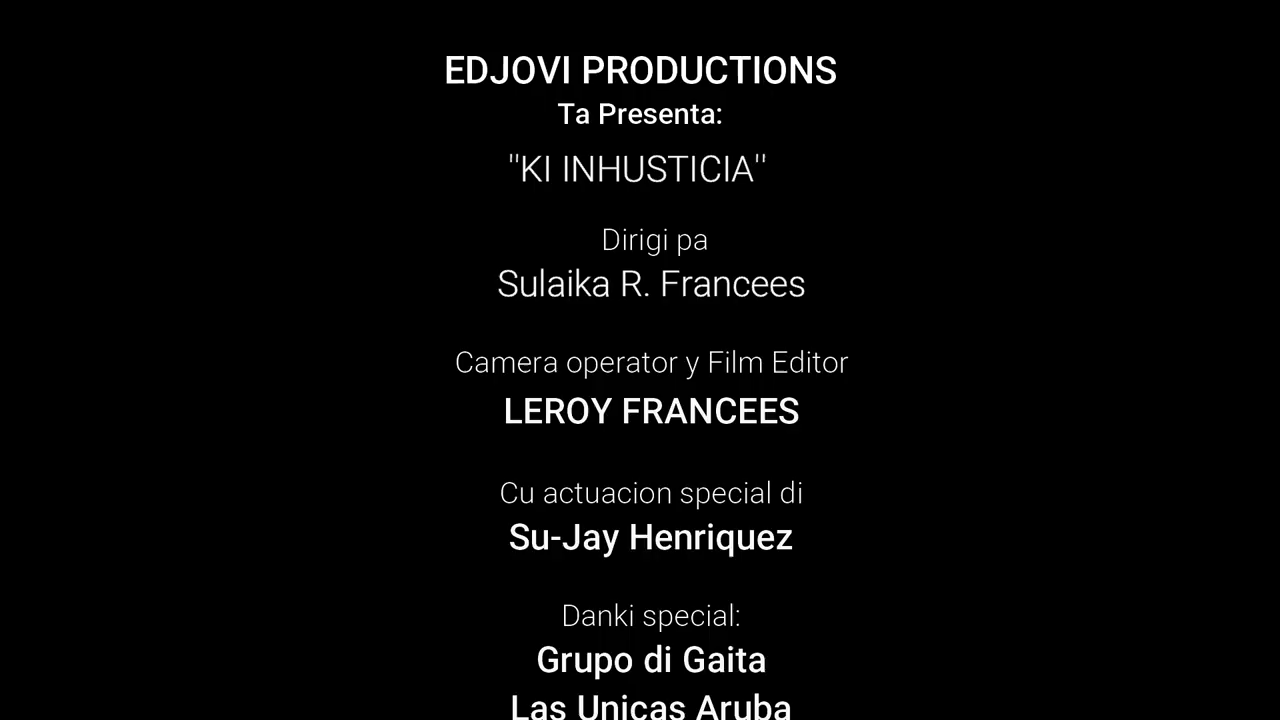 EDJOVI PRODUCTIONS
Ta Presenta:
"KI INHUSTICIA"
Dirigi pa
Sulaika R. Francees
Camera operator y Film Editor
LEROY FRANCEES
Cu actuacion special di
Su-Jay Henriquez
Danki special:
Grupo di Gaita
Las Unicas Aruba